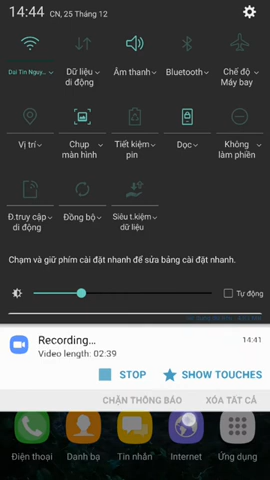 14:44 CN, 25 Tháng 12
Dai Tin Nguy...
Dữ liệu di động
Âm thanh
Bluetooth
Chế độ Máy bay
Vị trí
Chụp màn hình
Tiết kiệm pin
Dọc
Không làm phiền
Đ.truy cập di động
Đồng bộ
Siêu t.kiệm dữ liệu
Chạm và giữ phím cài đặt nhanh để sửa bảng cài đặt nhanh.
Tự động
Recording... 14:41
Video length: 02:39
STOP SHOW TOUCHES
CHẶN THÔNG BÁO XÓA TẤT CẢ
Điện thoại Danh bạ Tin nhắn Internet Ứng dụng